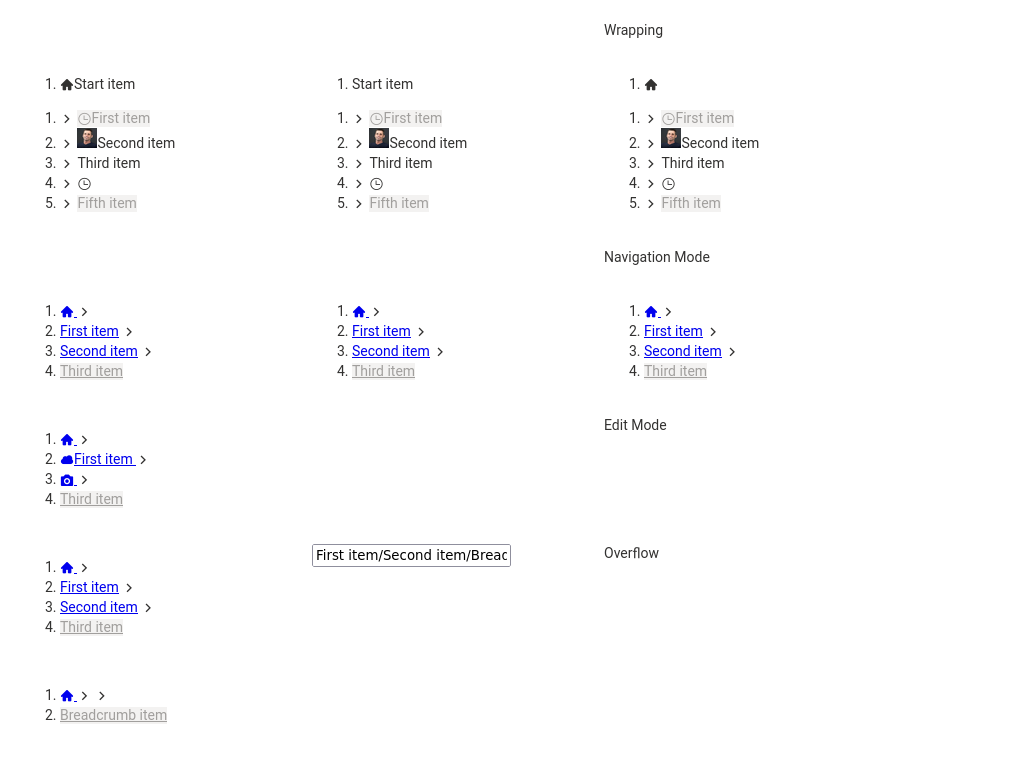 Wrapping
1. Start item
1. Start item
1.
1. First item
2. Second item
3. Third item
4.
5. Fifth item
1. First item
2. Second item
3. Third item
4.
5. Fifth item
1. First item
2. Second item
3. Third item
4.
5. Fifth item
Navigation Mode
1.
2. First item
3. Second item
4. Third item
1.
2. First item
3. Second item
4. Third item
1.
2. First item
3. Second item
4. Third item
Edit Mode
1.
2. First item
3.
4. Third item
First item/Second item/Breac
Overflow
1.
2. First item
3. Second item
4. Third item
1.
2. Breadcrumb item